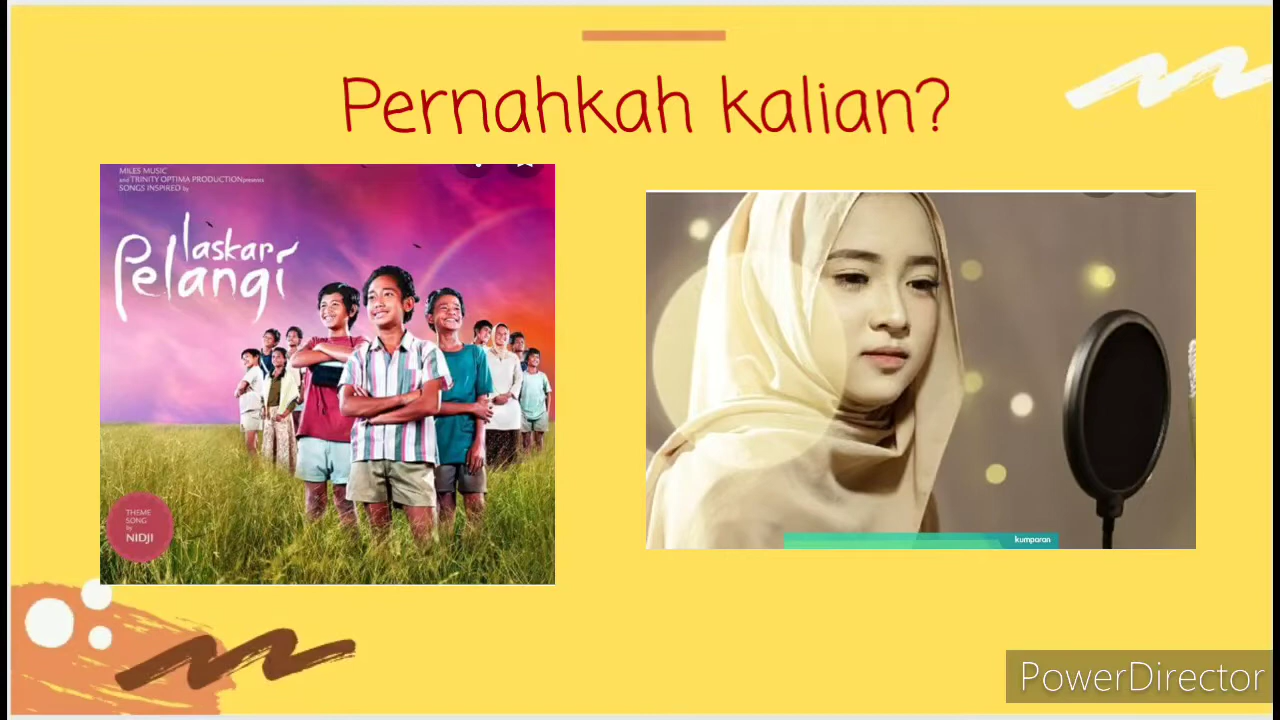 Pernahkah kalian?
MILES MUSIC
and TRINITY OPTIMA PRODUCTION presents
SONGS INSPIRED by
laskar
Pelangi
THEME
SONG
by
NIDJI
kumparan
PowerDirector